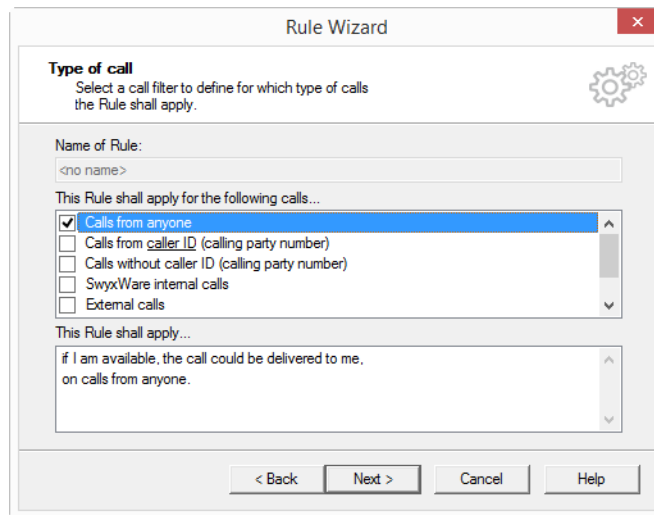 Rule Wizard
Type of call
Select a call filter to define for which type of calls
the Rule shall apply.
Name of Rule:
<no name>
This Rule shall apply for the following calls...
Calls from anyone
Calls from caller ID (calling party number)
Calls without caller ID (calling party number)
SwyxWare internal calls
External calls
This Rule shall apply...
if I am available, the call could be delivered to me,
on calls from anyone.
< Back Next > Cancel Help